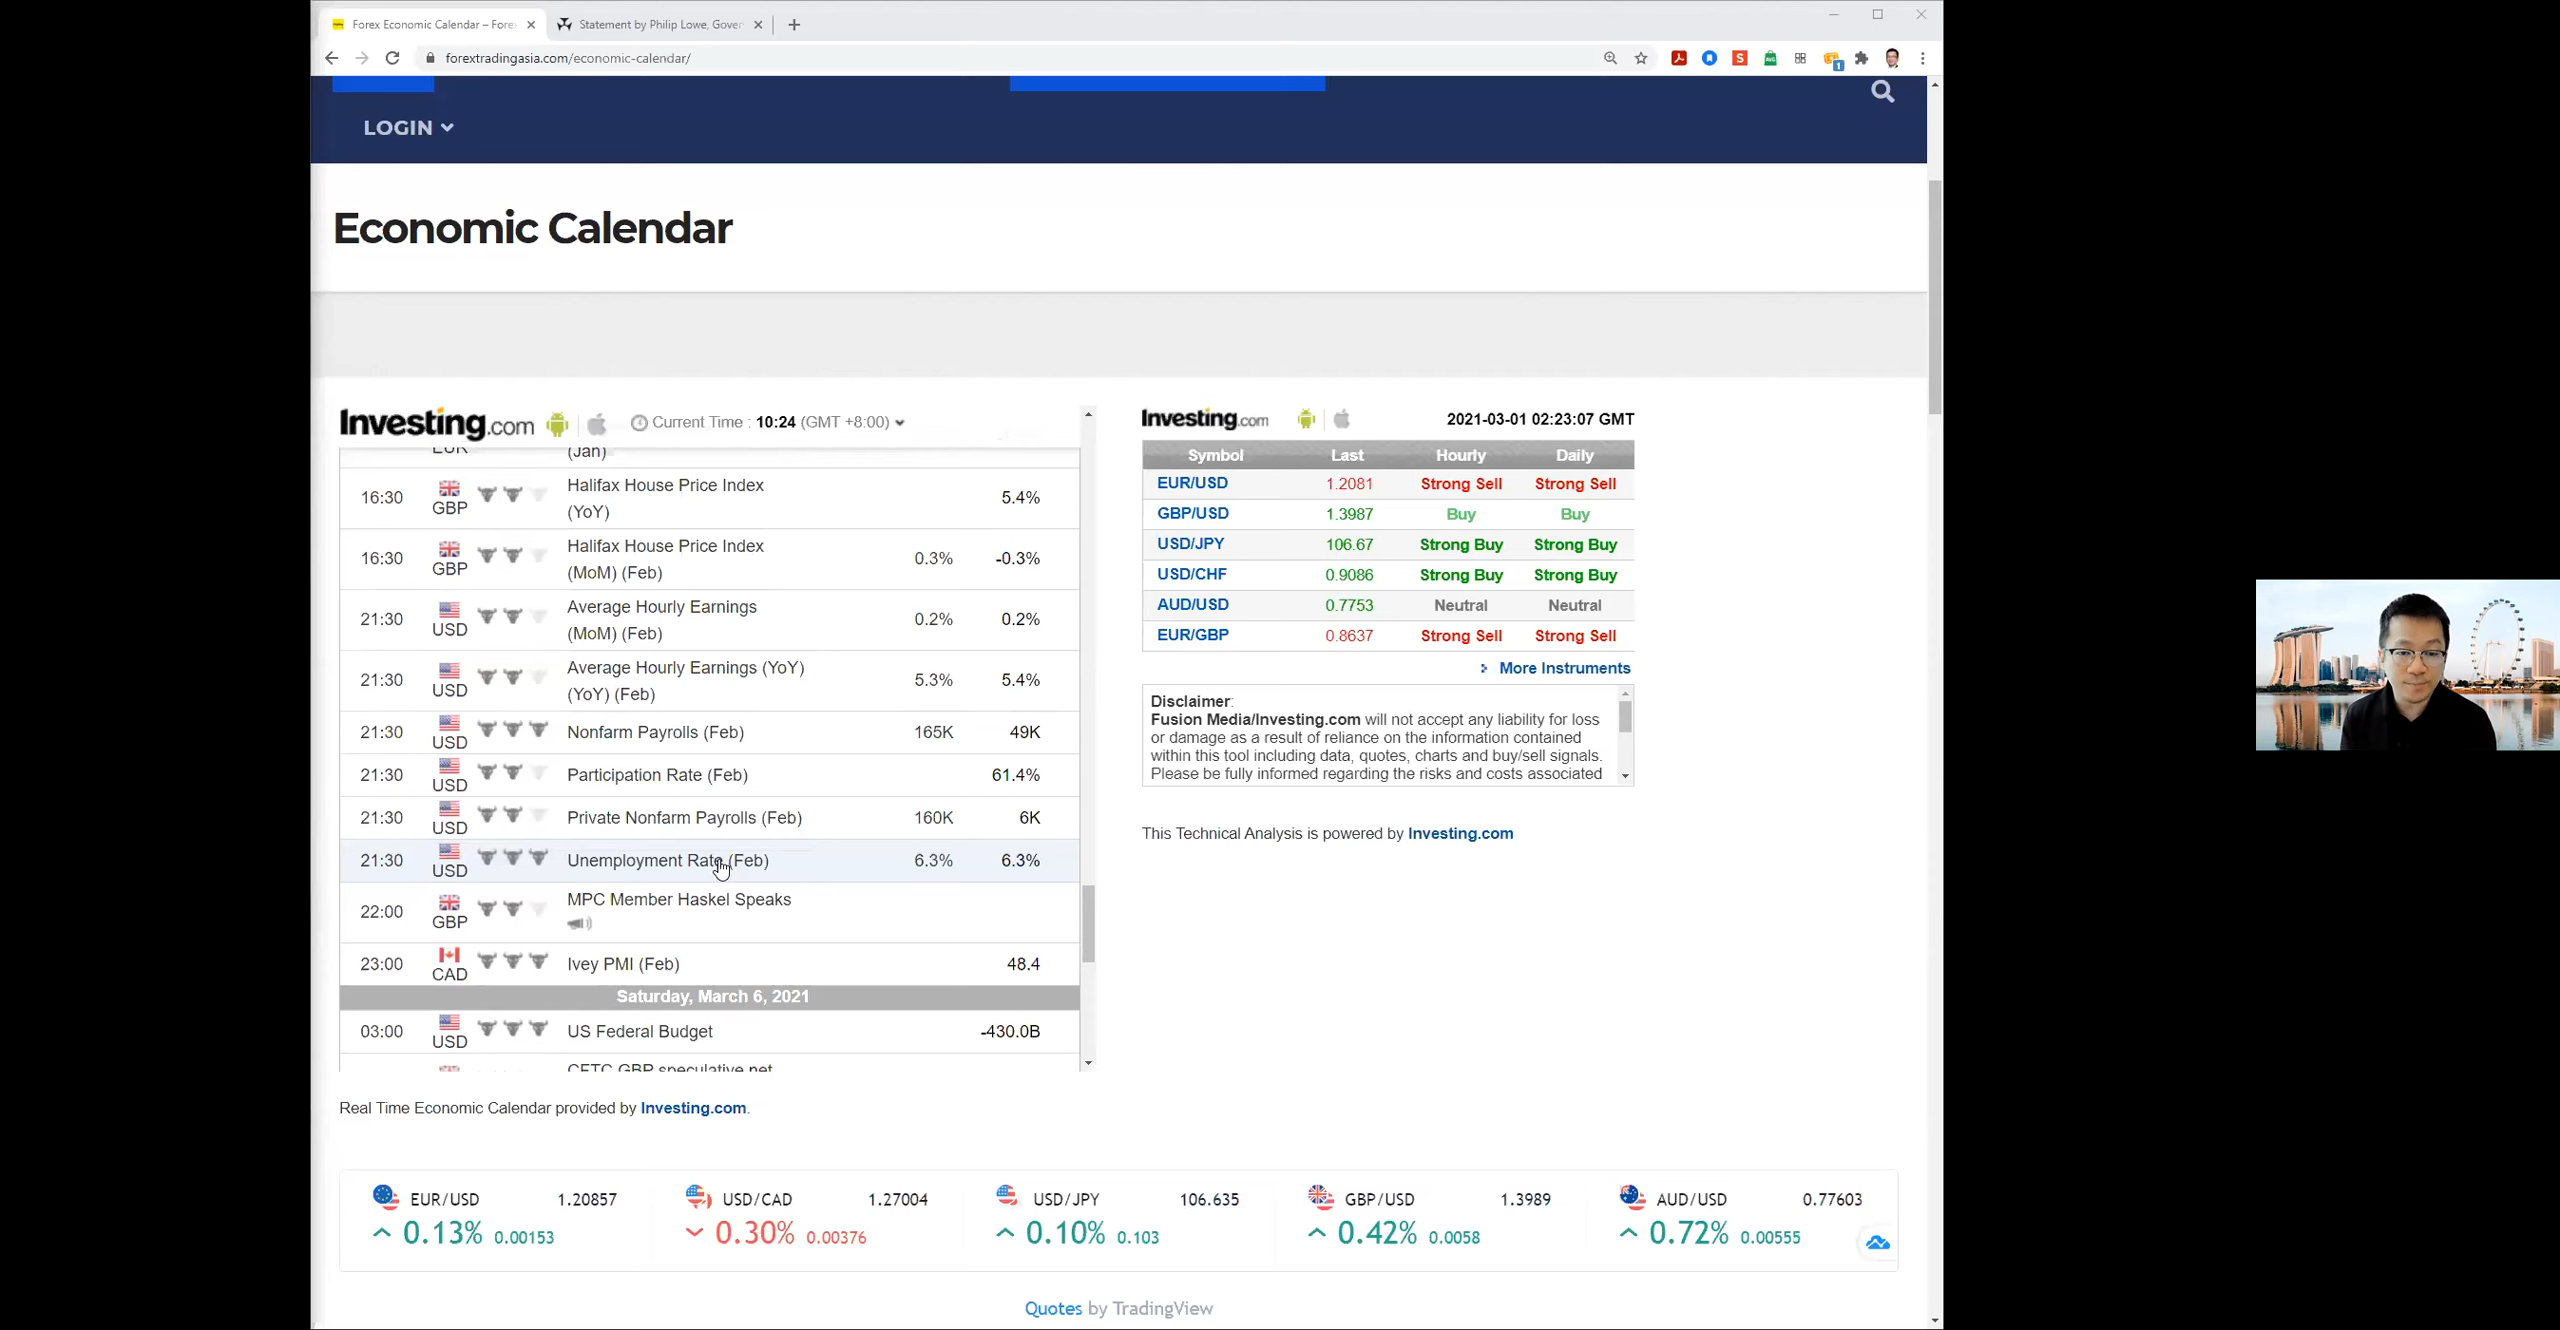 Forex Economic Calendar – Forex
Statement by Philip Lowe, Gover
forextradingasia.com/economic-calendar/
LOGIN
Economic Calendar
Investing.com
Current Time : 10:24 (GMT +8:00)
EUR (Jan)
16:30 GBP Halifax House Price Index (YoY) 5.4%
16:30 GBP Halifax House Price Index (MoM) (Feb) 0.3% -0.3%
21:30 USD Average Hourly Earnings (MoM) (Feb) 0.2% 0.2%
21:30 USD Average Hourly Earnings (YoY) (YoY) (Feb) 5.3% 5.4%
21:30 USD Nonfarm Payrolls (Feb) 165K 49K
21:30 USD Participation Rate (Feb) 61.4%
21:30 USD Private Nonfarm Payrolls (Feb) 160K 6K
21:30 USD Unemployment Rate (Feb) 6.3% 6.3%
22:00 GBP MPC Member Haskel Speaks
23:00 CAD Ivey PMI (Feb) 48.4
Saturday, March 6, 2021
03:00 USD US Federal Budget -430.0B
CFTC GBP speculative net
Real Time Economic Calendar provided by Investing.com.
Investing.com 2021-03-01 02:23:07 GMT
Symbol Last Hourly Daily
EUR/USD 1.2081 Strong Sell Strong Sell
GBP/USD 1.3987 Buy Buy
USD/JPY 106.67 Strong Buy Strong Buy
USD/CHF 0.9086 Strong Buy Strong Buy
AUD/USD 0.7753 Neutral Neutral
EUR/GBP 0.8637 Strong Sell Strong Sell
More Instruments
Disclaimer:
Fusion Media/Investing.com will not accept any liability for loss
or damage as a result of reliance on the information contained
within this tool including data, quotes, charts and buy/sell signals.
Please be fully informed regarding the risks and costs associated
This Technical Analysis is powered by Investing.com
EUR/USD 1.20857
0.13% 0.00153
USD/CAD 1.27004
0.30% 0.00376
USD/JPY 106.635
0.10% 0.103
GBP/USD 1.3989
0.42% 0.0058
AUD/USD 0.77603
0.72% 0.00555
Quotes by TradingView